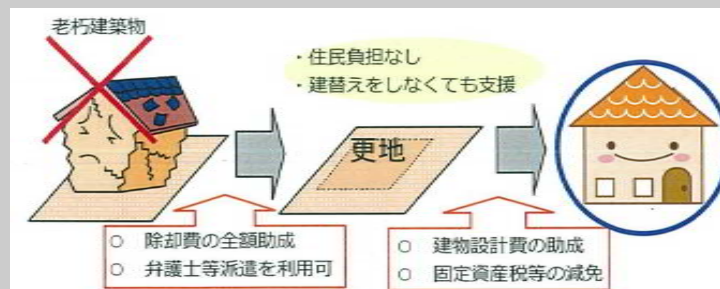 老朽建築物
・住民負担なし
・建替えをしなくても支援
更地
○ 除却費の全額助成
○ 弁護士等派遣を利用可
○ 建物設計費の助成
○ 固定資産税等の減免